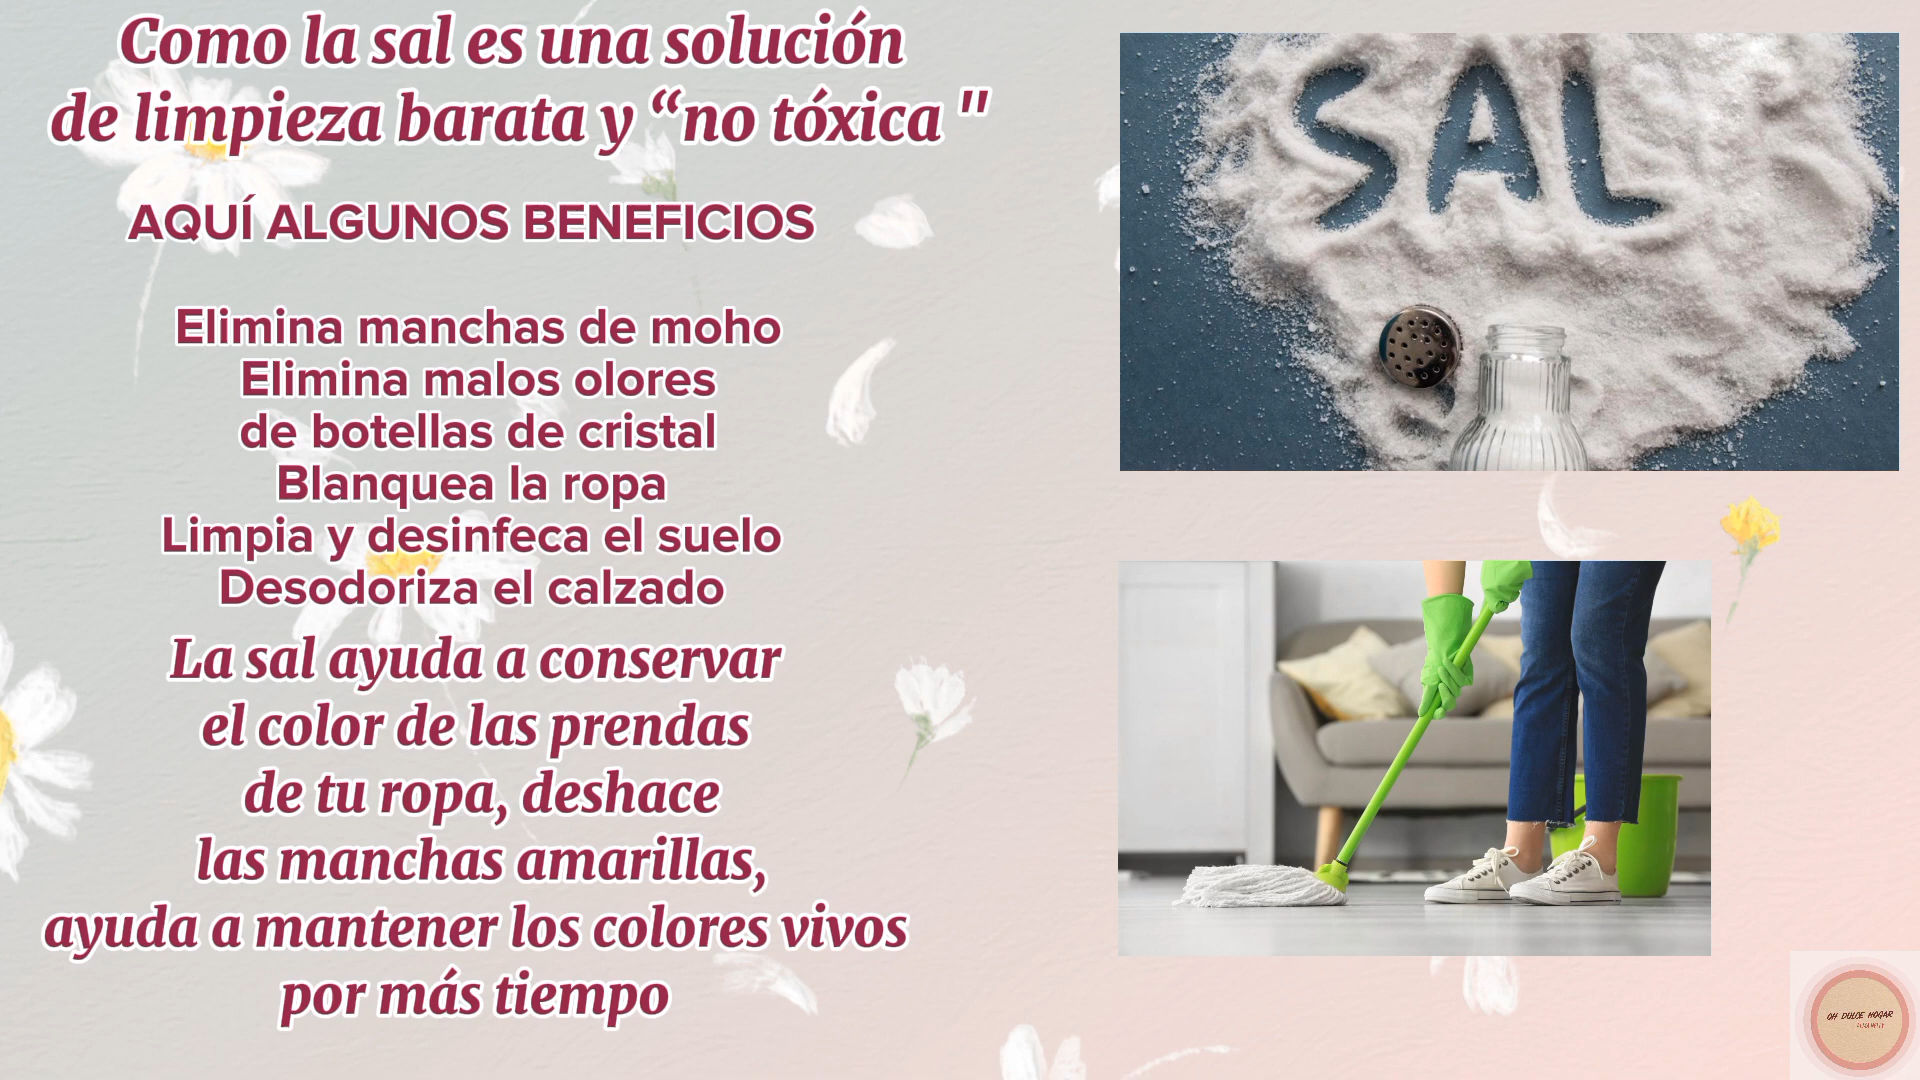 Como la sal es una solución
de limpieza barata y “no tóxica "
AQUÍ ALGUNOS BENEFICIOS
Elimina manchas de moho
Elimina malos olores
de botellas de cristal
Blanquea la ropa
Limpia y desinfeca el suelo
Desodoriza el calzado
La sal ayuda a conservar
el color de las prendas
de tu ropa, deshace
las manchas amarillas,
ayuda a mantener los colores vivos
por más tiempo
SAL
OH DULCE HOGAR